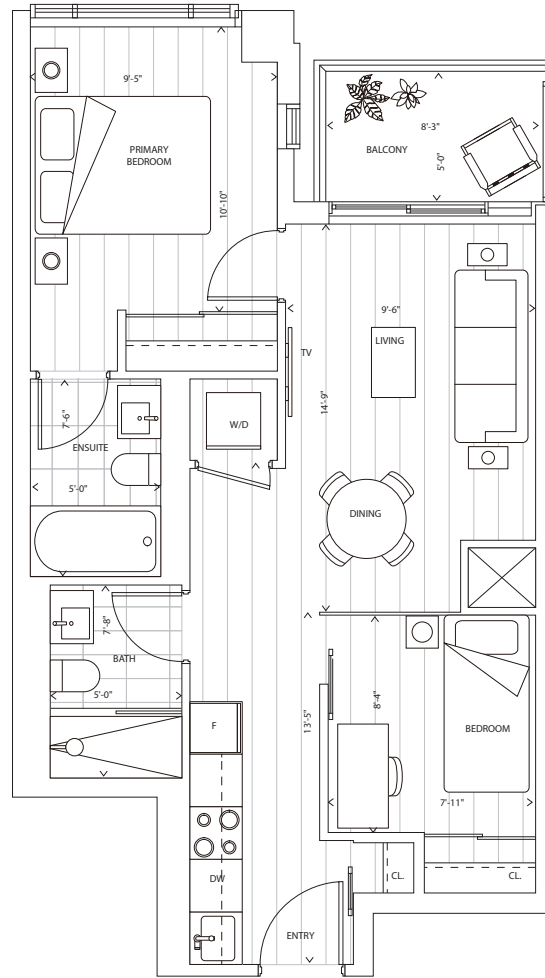 9'-5"
PRIMARY
BEDROOM
10'-10"
8'-3"
BALCONY
5'-0"
9'-6"
LIVING
TV
14'-9"
W/D
7'-6"
ENSUITE
5'-0"
DINING
7'-8"
BATH
5'-0"
13'-5"
8'-4"
BEDROOM
F
7'-11"
DW
CL.
CL.
ENTRY